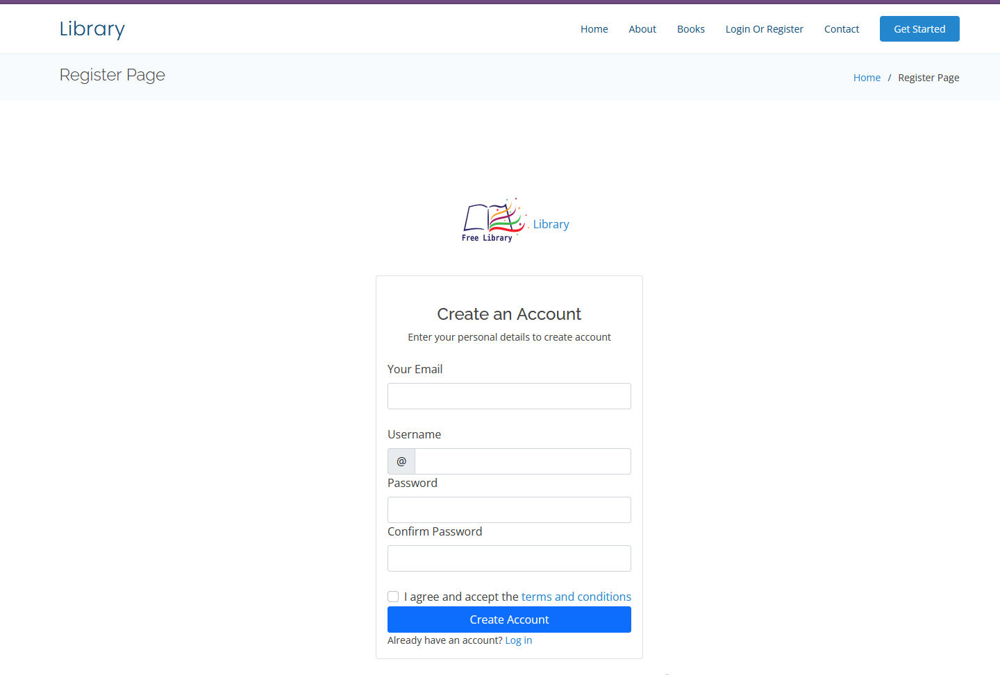 Library
Home About Books Login Or Register Contact Get Started
Register Page
Home / Register Page
Free Library
Library
Create an Account
Enter your personal details to create account
Your Email
Username
@
Password
Confirm Password
I agree and accept the terms and conditions
Create Account
Already have an account? Log in